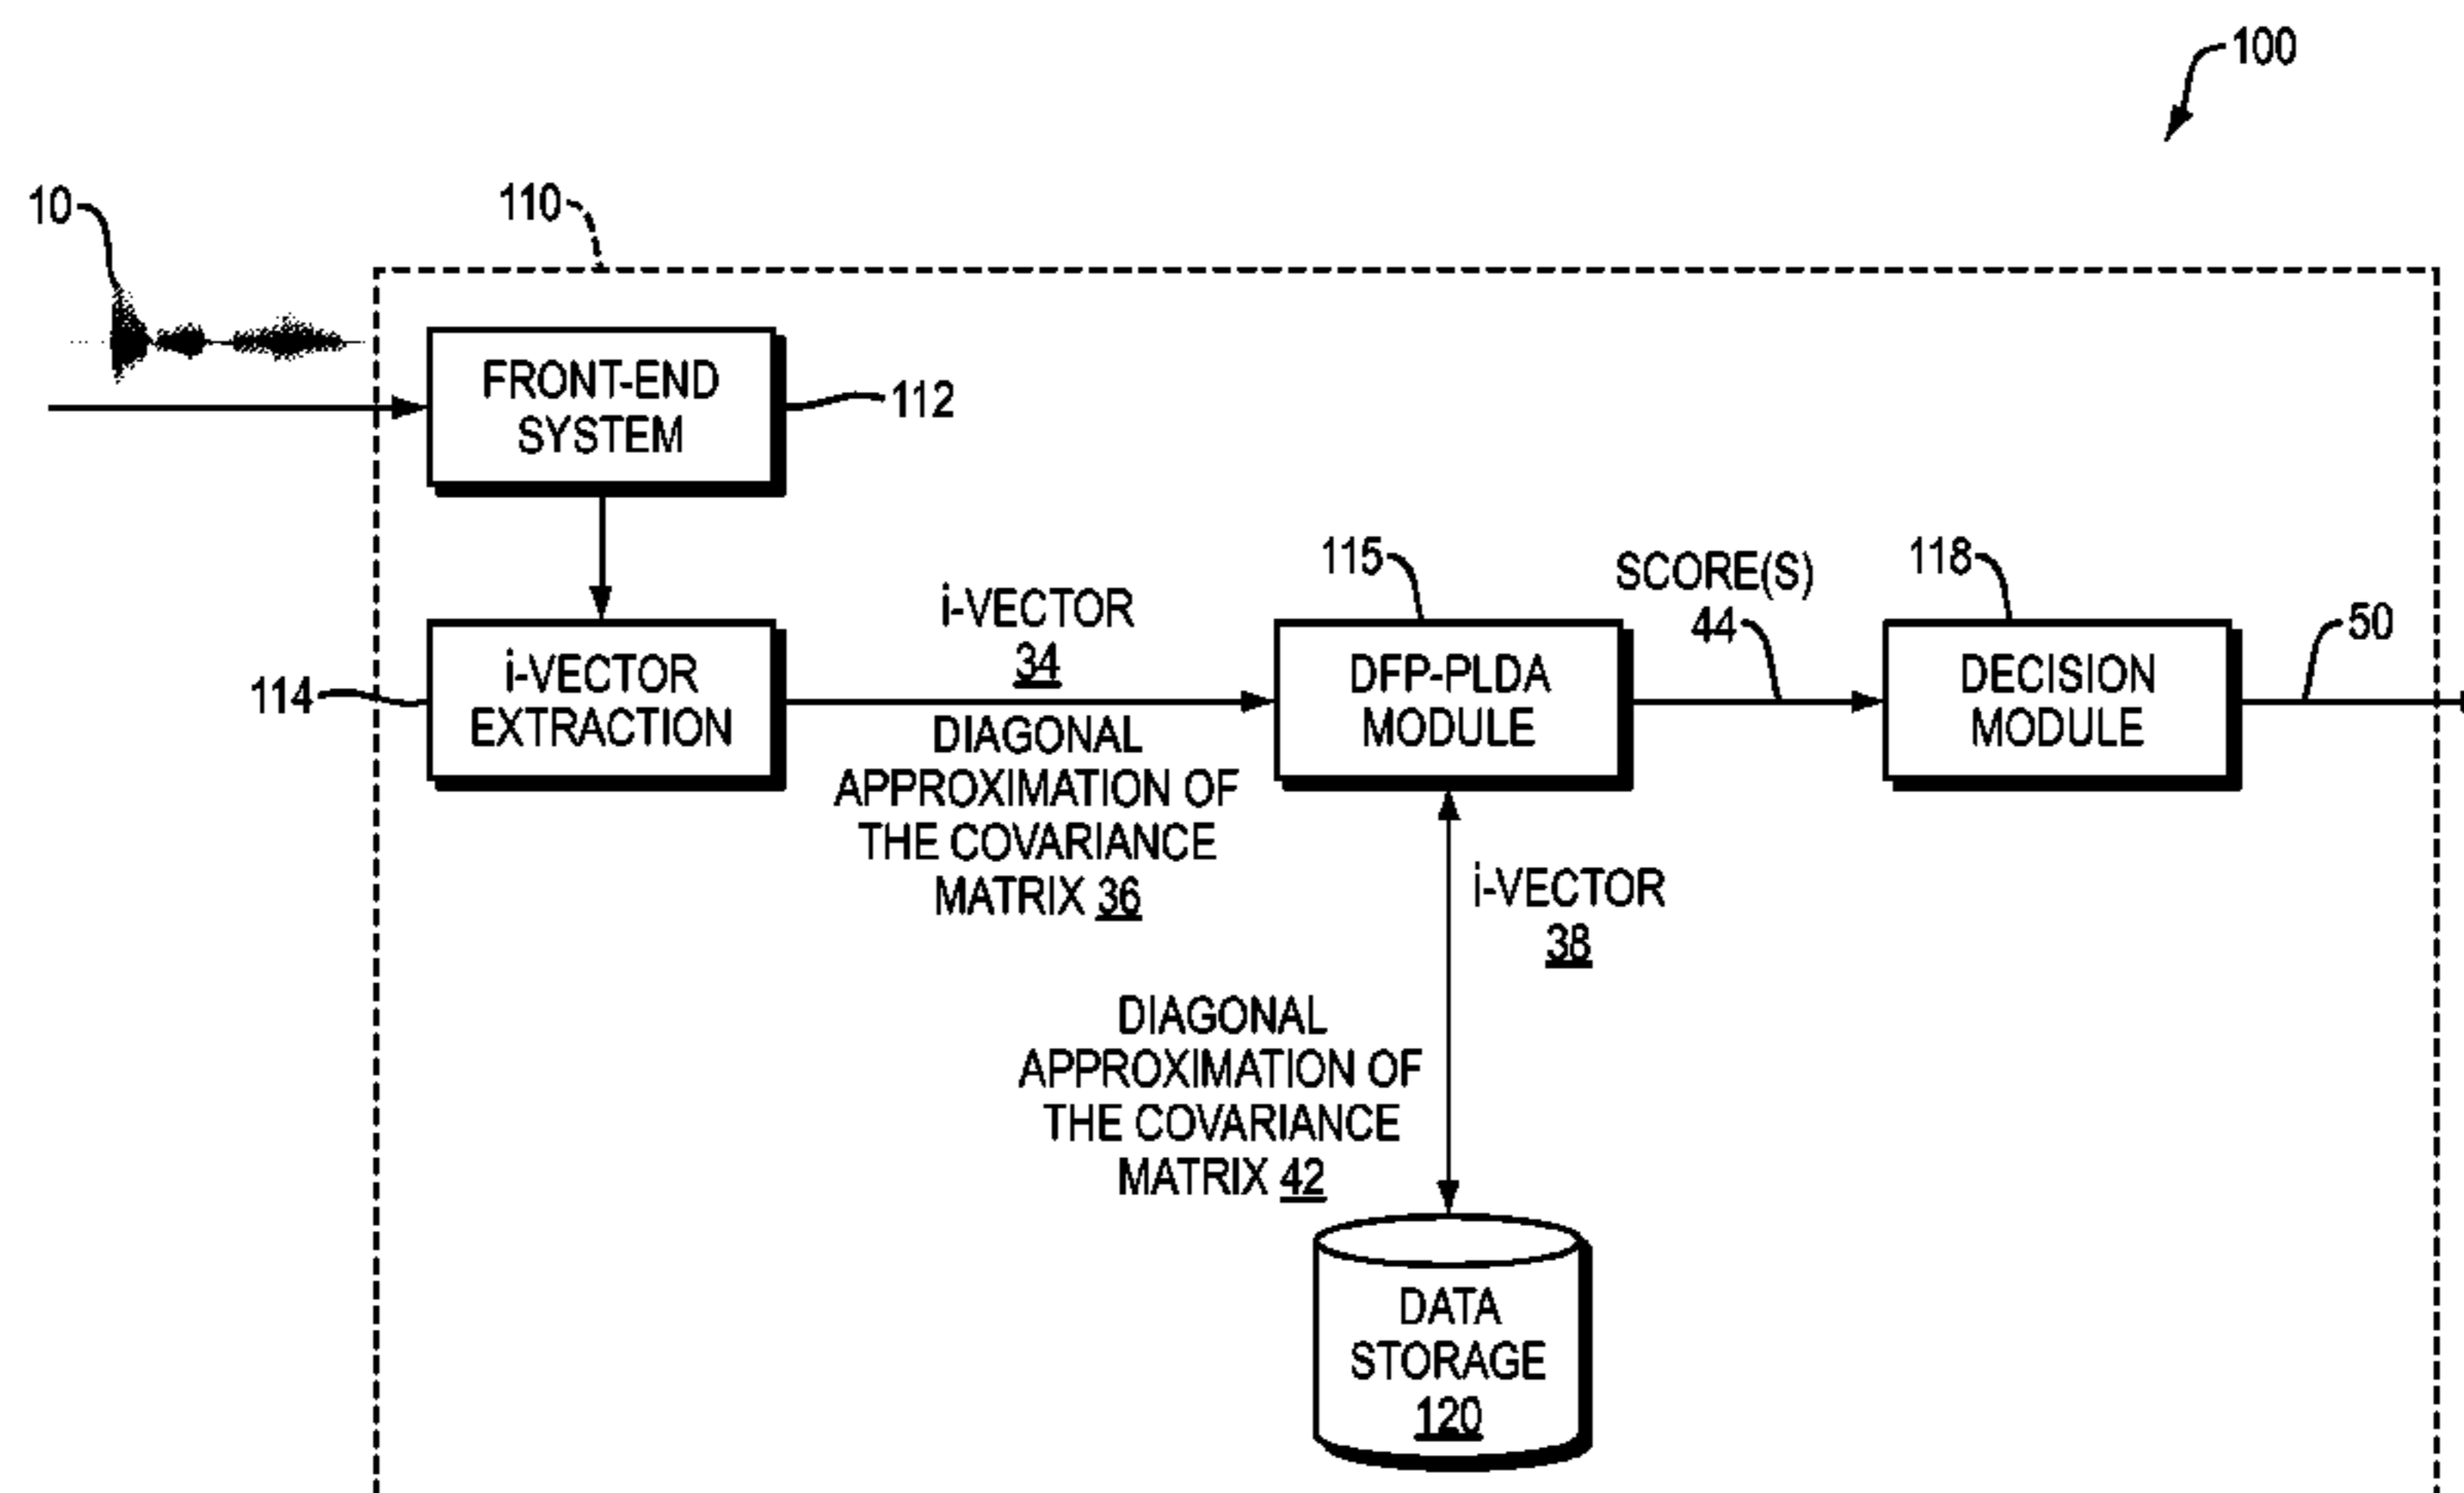 100
10
110
FRONT-END
SYSTEM
112
115
SCORE(S)
44
118
50
i-VECTOR
34
114
i-VECTOR
EXTRACTION
DFP-PLDA
MODULE
DECISION
MODULE
DIAGONAL
APPROXIMATION OF
THE COVARIANCE
MATRIX 36
i-VECTOR
38
DIAGONAL
APPROXIMATION OF
THE COVARIANCE
MATRIX 42
DATA
STORAGE
120